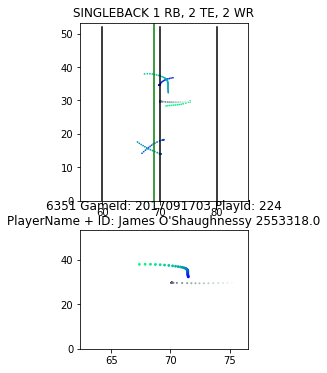 SINGLEBACK 1 RB, 2 TE, 2 WR
50
40
30
20
10
0
60 70 80
6351 GameId: 2017091703 PlayId: 224
PlayerName + ID: James O'Shaughnessy 2553318.0
40
20
0
65 70 75